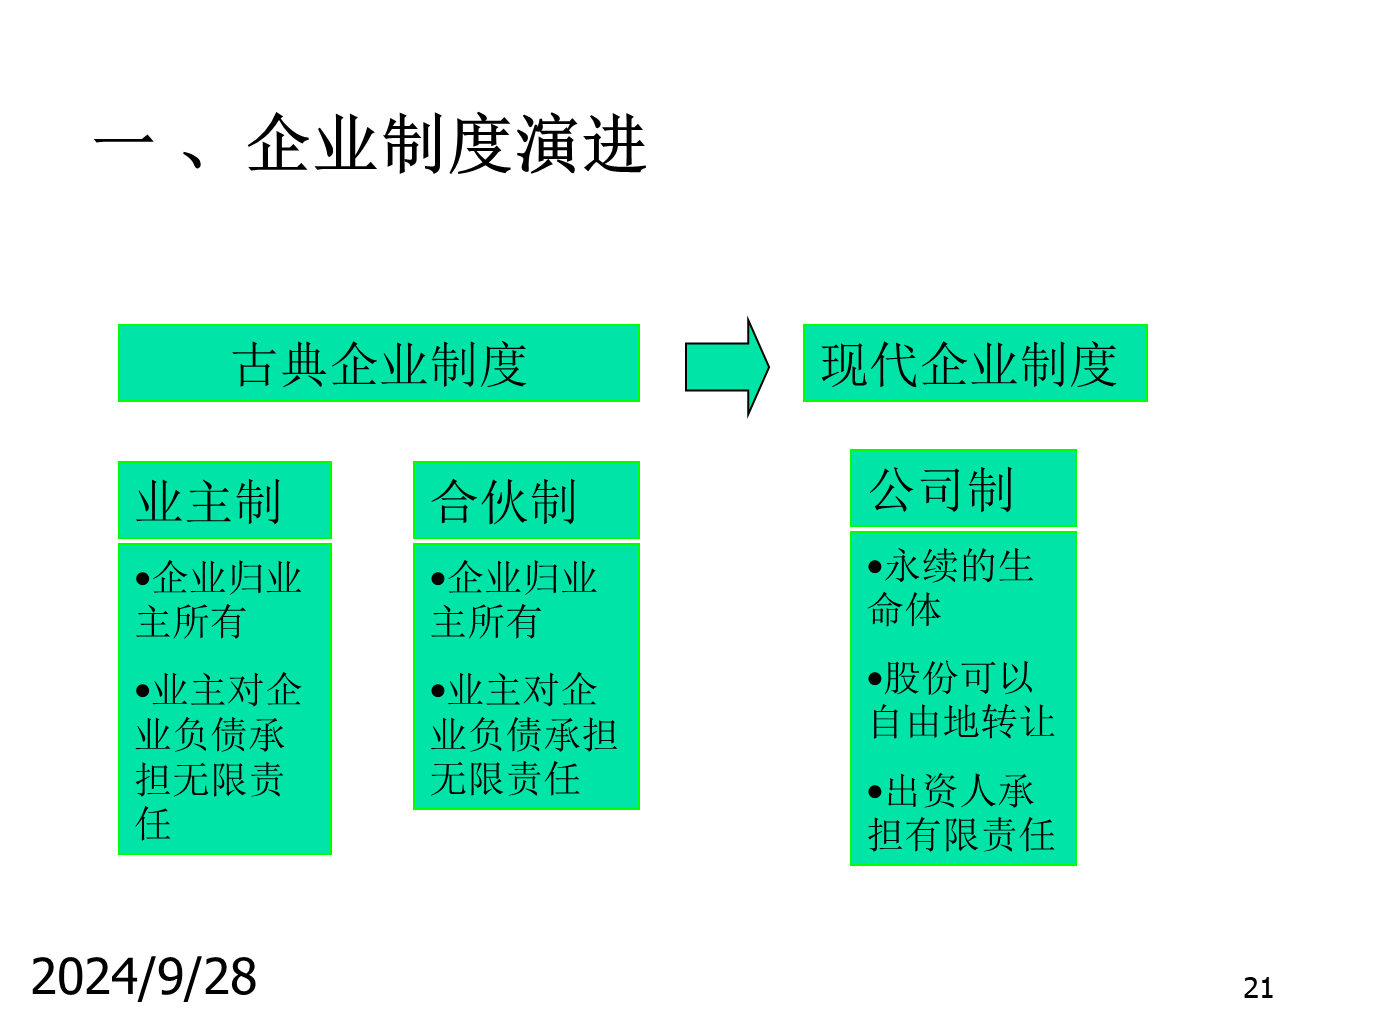 一 、企业制度演进
古典企业制度
现代企业制度
业主制
•企业归业
主所有
•业主对企
业负债承
担无限责
任
合伙制
•企业归业
主所有
•业主对企
业负债承担
无限责任
公司制
•永续的生
命体
•股份可以
自由地转让
•出资人承
担有限责任
2024/9/28
21